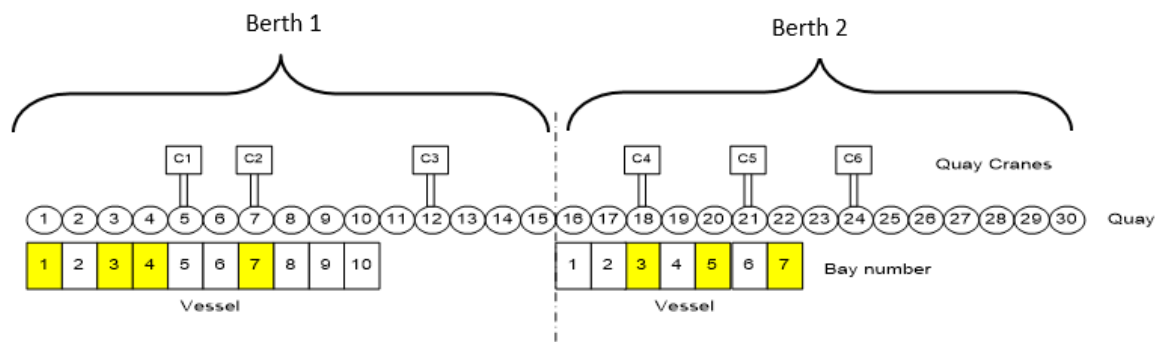 Berth 1 Berth 2
C1 C2 C3 C4 C5 C6 Quay Cranes
1 2 3 4 5 6 7 8 9 10 11 12 13 14 15 16 17 18 19 20 21 22 23 24 25 26 27 28 29 30 Quay
1 2 3 4 5 6 7 8 9 10 1 2 3 4 5 6 7 Bay number
Vessel Vessel